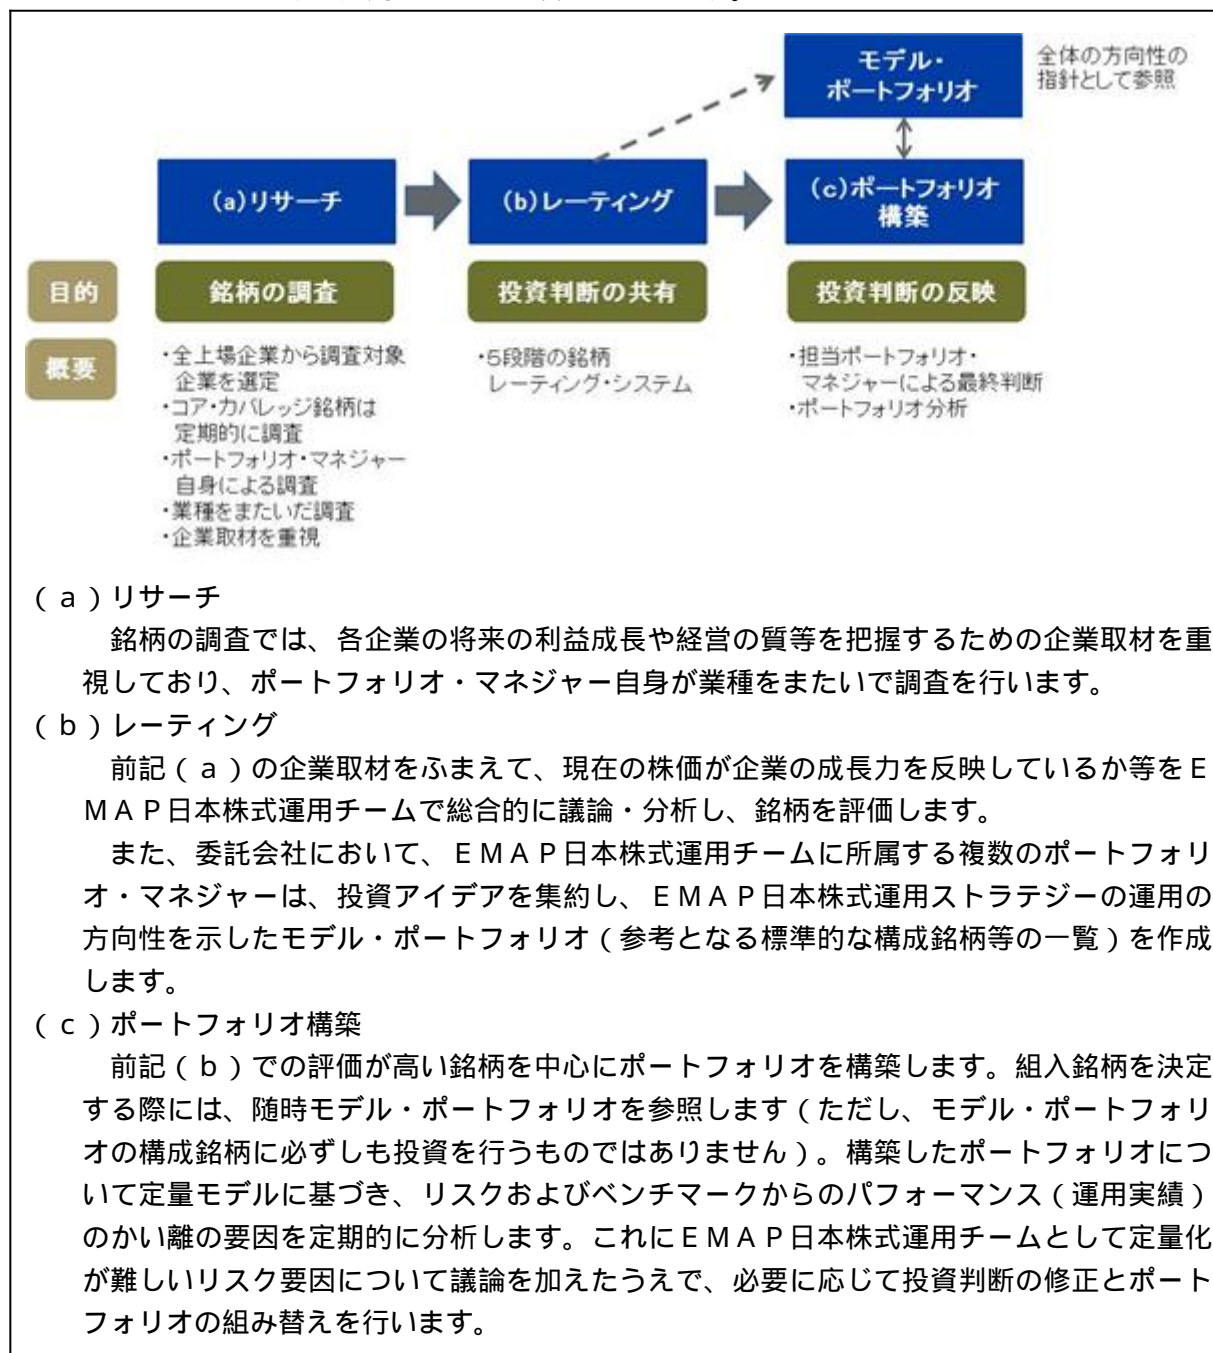 モデル・
ポートフォリオ
全体の方向性の
指針として参照
(a)リサーチ
(b)レーティング
(c)ポートフォリオ
構築
目的
銘柄の調査
投資判断の共有
投資判断の反映
概要
・全上場企業から調査対象
企業を選定
・コア・カバレッジ銘柄は
定期的に調査
・ポートフォリオ・マネジャー
自身による調査
・業種をまたいだ調査
・企業取材を重視
・5段階の銘柄
レーティング・システム
・担当ポートフォリオ・
マネジャーによる最終判断
・ポートフォリオ分析
(a)リサーチ
銘柄の調査では、各企業の将来の利益成長や経営の質等を把握するための企業取材を重
視しており、ポートフォリオ・マネジャー自身が業種をまたいで調査を行います。
(b)レーティング
前記(a)の企業取材をふまえて、現在の株価が企業の成長力を反映しているか等をE
MAP日本株式運用チームで総合的に議論・分析し、銘柄を評価します。
また、委託会社において、EMAP日本株式運用チームに所属する複数のポートフォリ
オ・マネジャーは、投資アイデアを集約し、EMAP日本株式運用ストラテジーの運用の
方向性を示したモデル・ポートフォリオ(参考となる標準的な構成銘柄等の一覧)を作成
します。
(c)ポートフォリオ構築
前記(b)での評価が高い銘柄を中心にポートフォリオを構築します。組入銘柄を決定
する際には、随時モデル・ポートフォリオを参照します(ただし、モデル・ポートフォリ
オの構成銘柄に必ずしも投資を行うものではありません)。構築したポートフォリオにつ
いて定量モデルに基づき、リスクおよびベンチマークからのパフォーマンス(運用実績)
のかい離の要因を定期的に分析します。これにEMAP日本株式運用チームとして定量化
が難しいリスク要因について議論を加えたうえで、必要に応じて投資判断の修正とポート
フォリオの組み替えを行います。